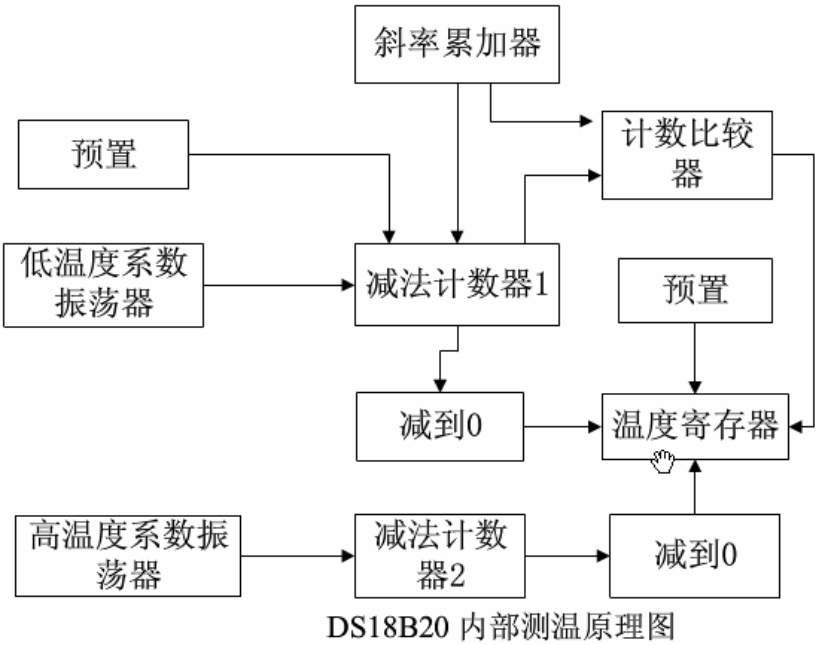 斜率累加器
预置
计数比较
器
低温度系数
振荡器
减法计数器1
预置
减到0
温度寄存器
高温度系数振
荡器
减法计数
器2
减到0
DS18B20 内部测温原理图